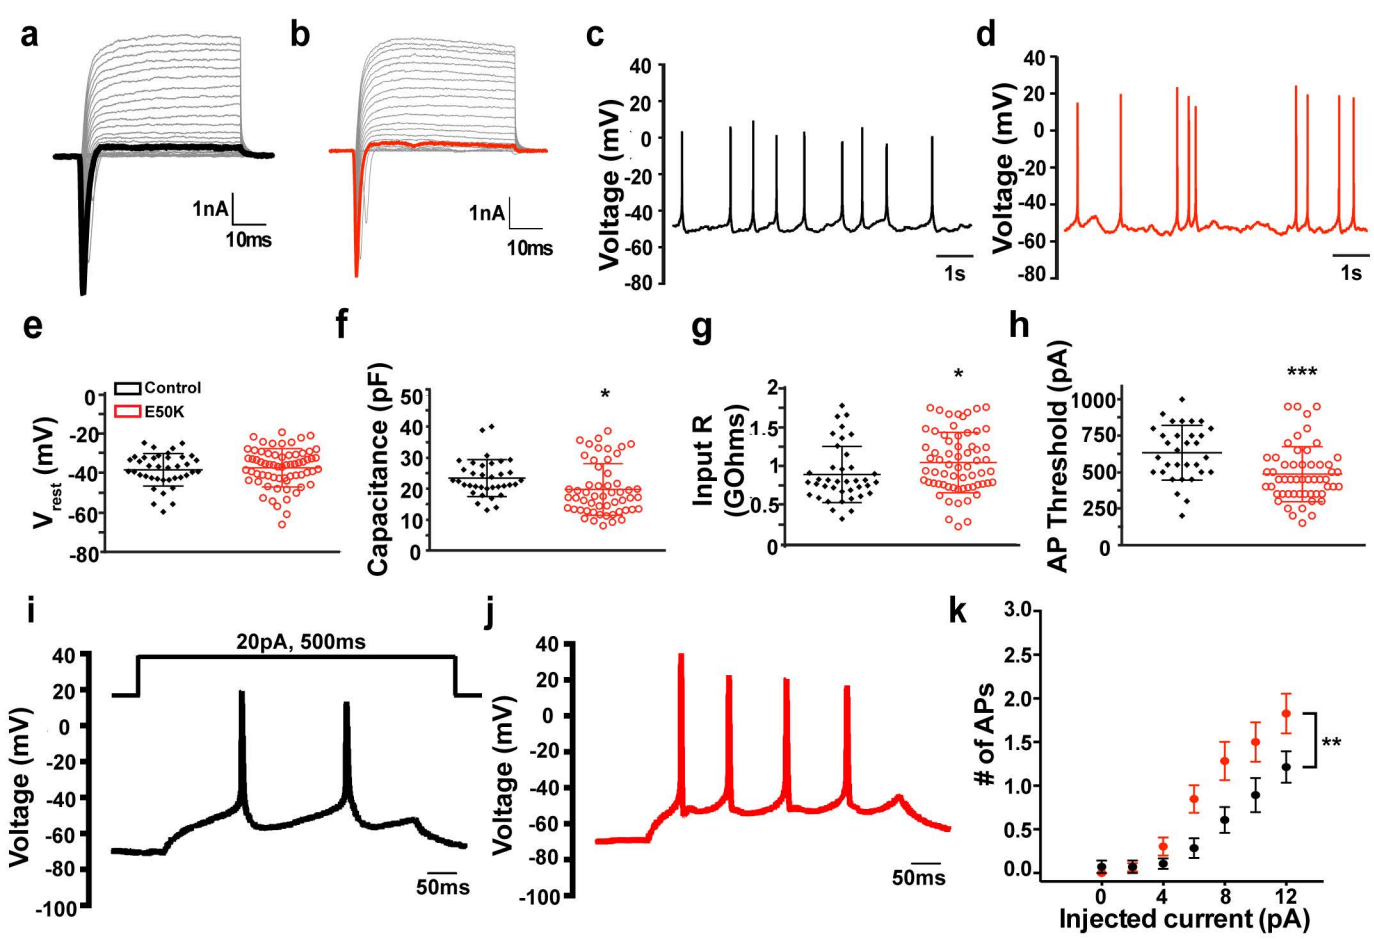 a
b
c
d
1nA
10ms
1nA
10ms
Voltage (mV)
40
20
0
-20
-40
-60
-80
1s
Voltage (mV)
40
20
0
-20
-40
-60
-80
1s
e
f
g
h
Vrest (mV)
0
-20
-40
-60
-80
Control
E50K
Capacitance (pF)
50
40
30
20
10
0
*
Input R
(GOhms)
2
1.5
1
0.5
0
*
AP Threshold (pA)
1000
750
500
250
0
***
i
j
k
Voltage (mV)
40
20
0
-20
-40
-60
-80
-100
20pA, 500ms
50ms
Voltage (mV)
40
20
0
-20
-40
-60
-80
-100
50ms
# of APs
3.0
2.5
2.0
1.5
1.0
0.5
0.0
**
0
4
8
12
Injected current (pA)